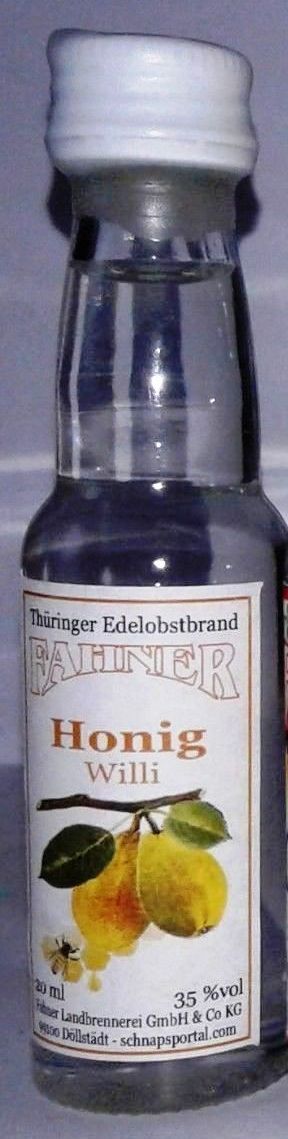 Thüringer Edelobstbrand
FAHNER
Honig
Willi
20 ml
35 %vol
Fahner Landbrennerei GmbH & Co KG
99100 Döllstädt - schnapsportal.com